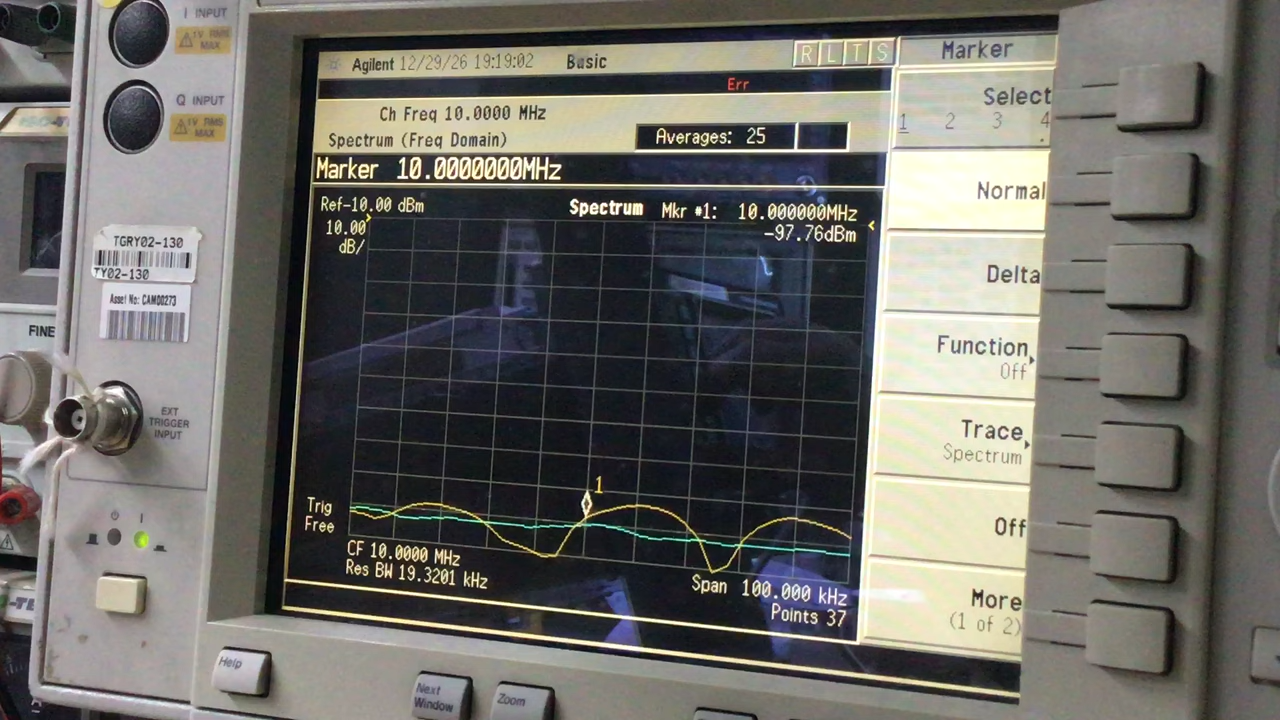 I INPUT
1V RMS
MAX
Q INPUT
1V RMS
MAX
TGRY02-130
TY02-130
Asset No: CAM00273
FINE
EXT
TRIGGER
INPUT
Agilent 12/29/26 19:19:02 Basic
R L T S
Err
Ch Freq 10.0000 MHz
Spectrum (Freq Domain)
Averages: 25
Marker 10.0000000MHz
Ref-10.00 dBm
Spectrum
Mkr #1: 10.000000MHz
10.00
-97.76dBm
dB/
1
Trig
Free
CF 10.0000 MHz
Res BW 19.3201 kHz
Span 100.000 kHz
Points 37
Marker
Select
1 2 3 4
Normal
Delta
Function
Off
Trace
Spectrum
Off
More
(1 of 2)
Help
Next
Window
Zoom